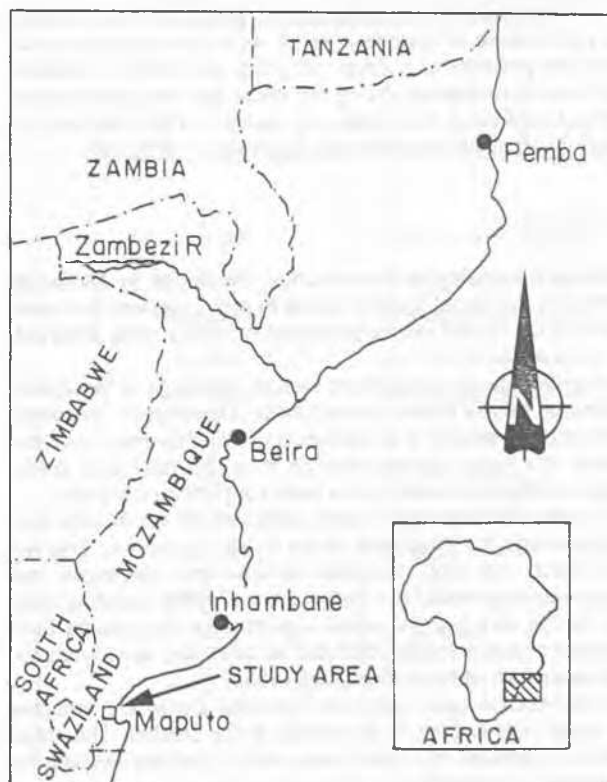 TANZANIA
Pemba
ZAMBIA
Zambezi R
ZIMBABWE
MOZAMBIQUE
N
Beira
Inhambane
SOUTH
AFRICA
SWAZILAND
STUDY AREA
Maputo
AFRICA